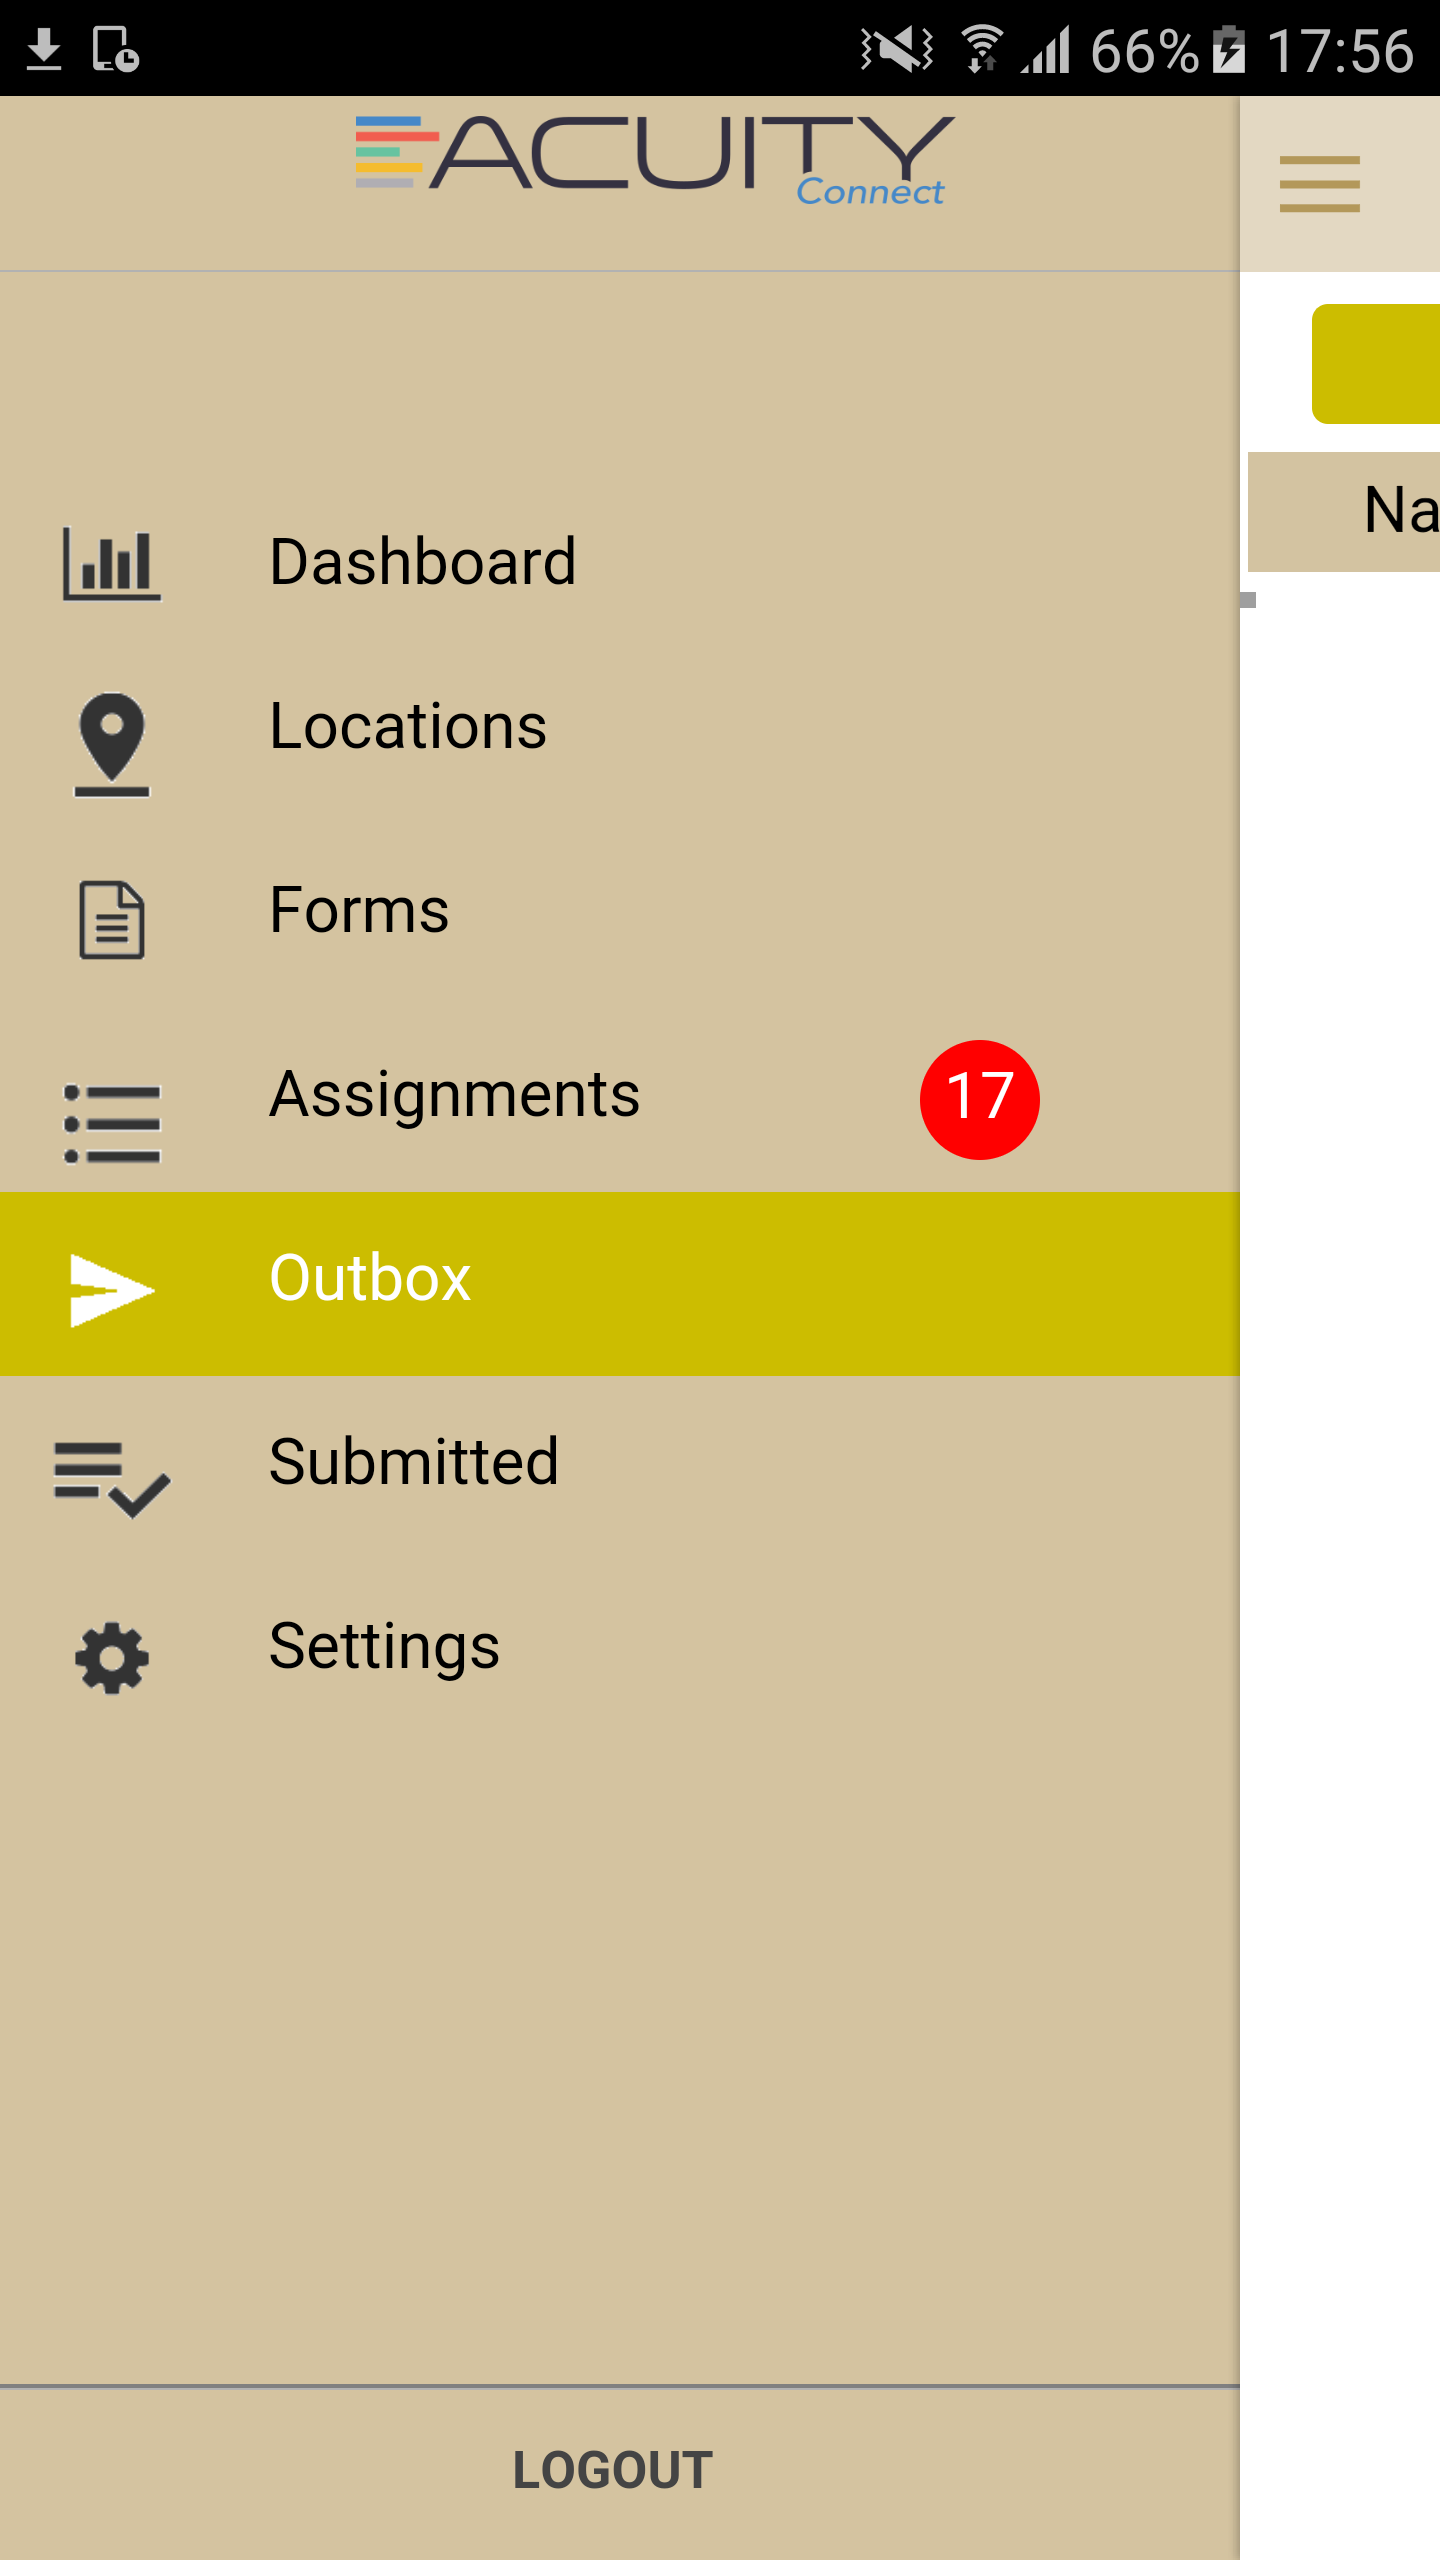 66% 17:56
ACUITY
Connect
Na
Dashboard
Locations
Forms
Assignments 17
Outbox
Submitted
Settings
LOGOUT